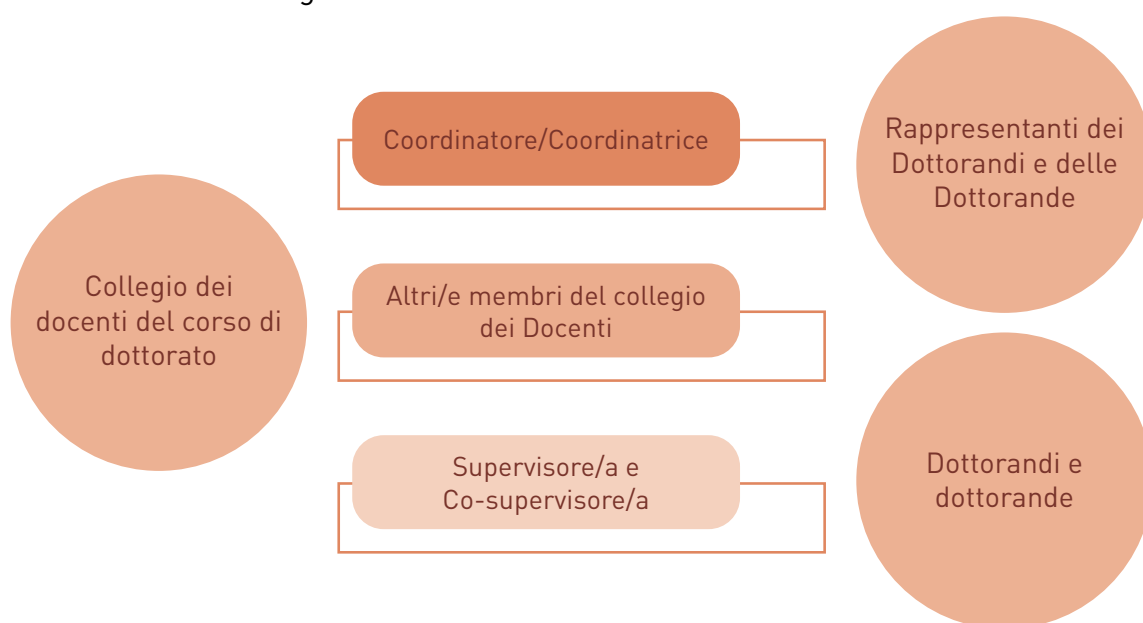 Collegio dei
docenti del corso di
dottorato
Coordinatore/Coordinatrice
Altri/e membri del collegio
dei Docenti
Supervisore/a e
Co-supervisore/a
Rappresentanti dei
Dottorandi e delle
Dottorande
Dottorandi e
dottorande